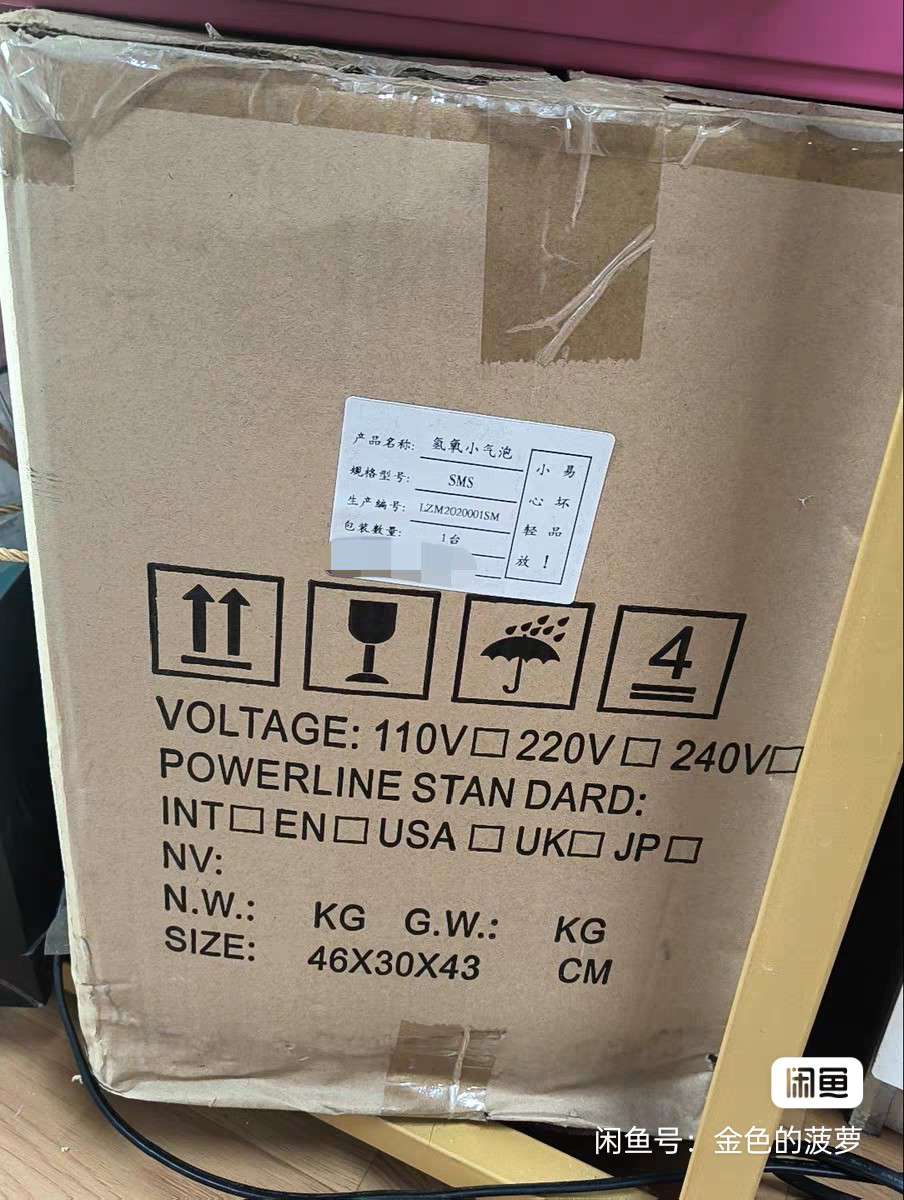 产品名称: 氢氧小气泡
规格型号: SMS
生产编号: LZM2020001SM
包装数量: 1台
易坏品!
小心轻放
4
VOLTAGE: 110V□ 220V□ 240V□
POWERLINE STAN DARD:
INT□ EN□ USA □ UK□ JP□
NV:
N.W.: KG G.W.: KG
SIZE: 46X30X43 CM
闲鱼
闲鱼号: 金色的菠萝